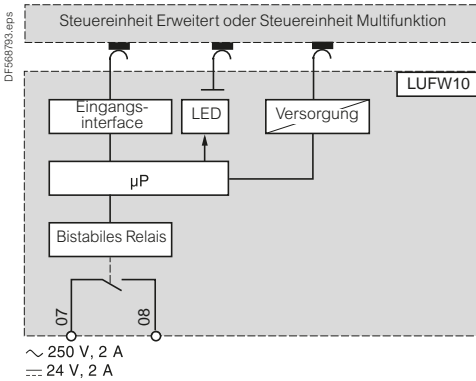 DF568793.eps
Steuereinheit Erweitert oder Steuereinheit Multifunktion
LUFW10
Eingangs-
interface
LED
Versorgung
µP
Bistabiles Relais
07
08
∼ 250 V, 2 A
⎓ 24 V, 2 A